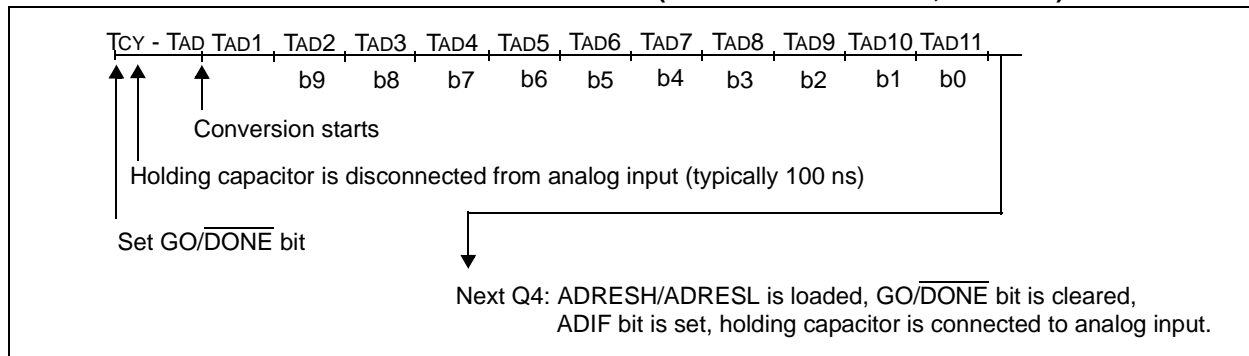 TCY - TAD TAD1 TAD2 TAD3 TAD4 TAD5 TAD6 TAD7 TAD8 TAD9 TAD10 TAD11
b9 b8 b7 b6 b5 b4 b3 b2 b1 b0
Conversion starts
Holding capacitor is disconnected from analog input (typically 100 ns)
Set GO/DONE bit
Next Q4: ADRESH/ADRESL is loaded, GO/DONE bit is cleared,
ADIF bit is set, holding capacitor is connected to analog input.